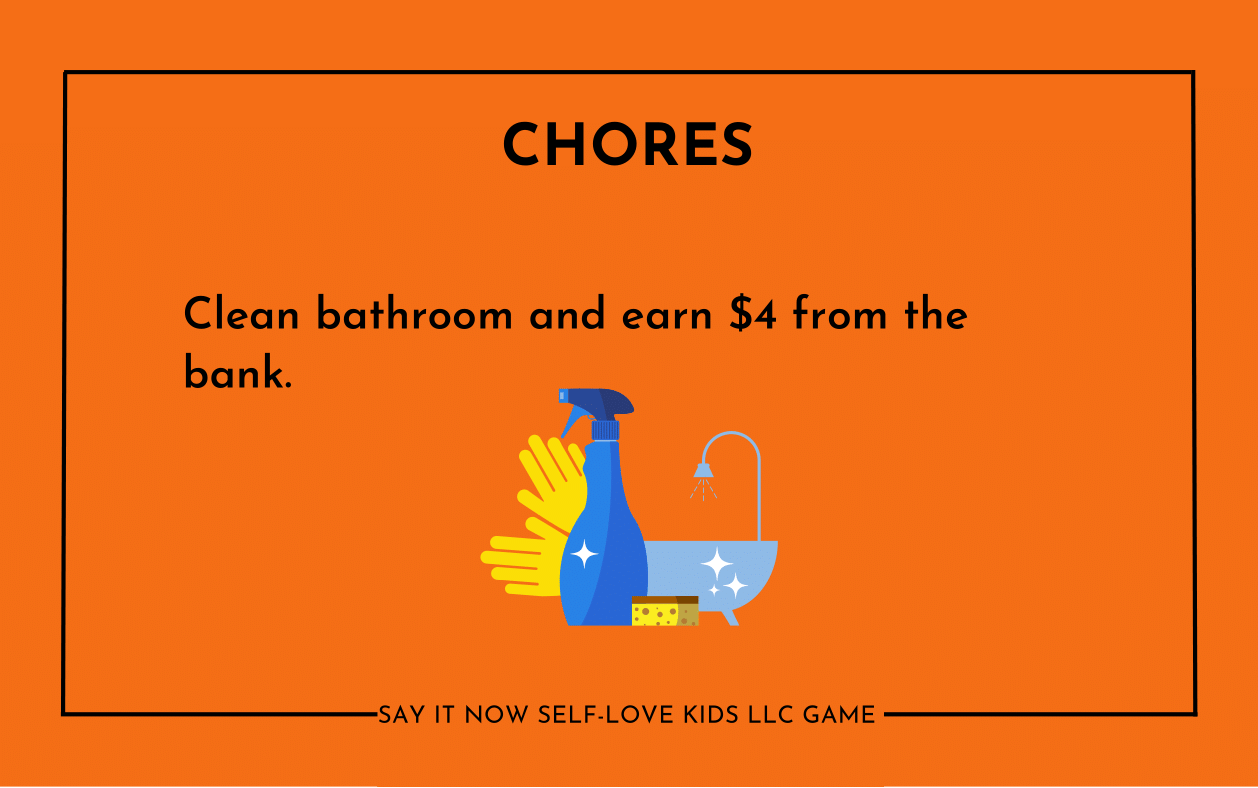 CHORES
Clean bathroom and earn $4 from the
bank.
SAY IT NOW SELF-LOVE KIDS LLC GAME